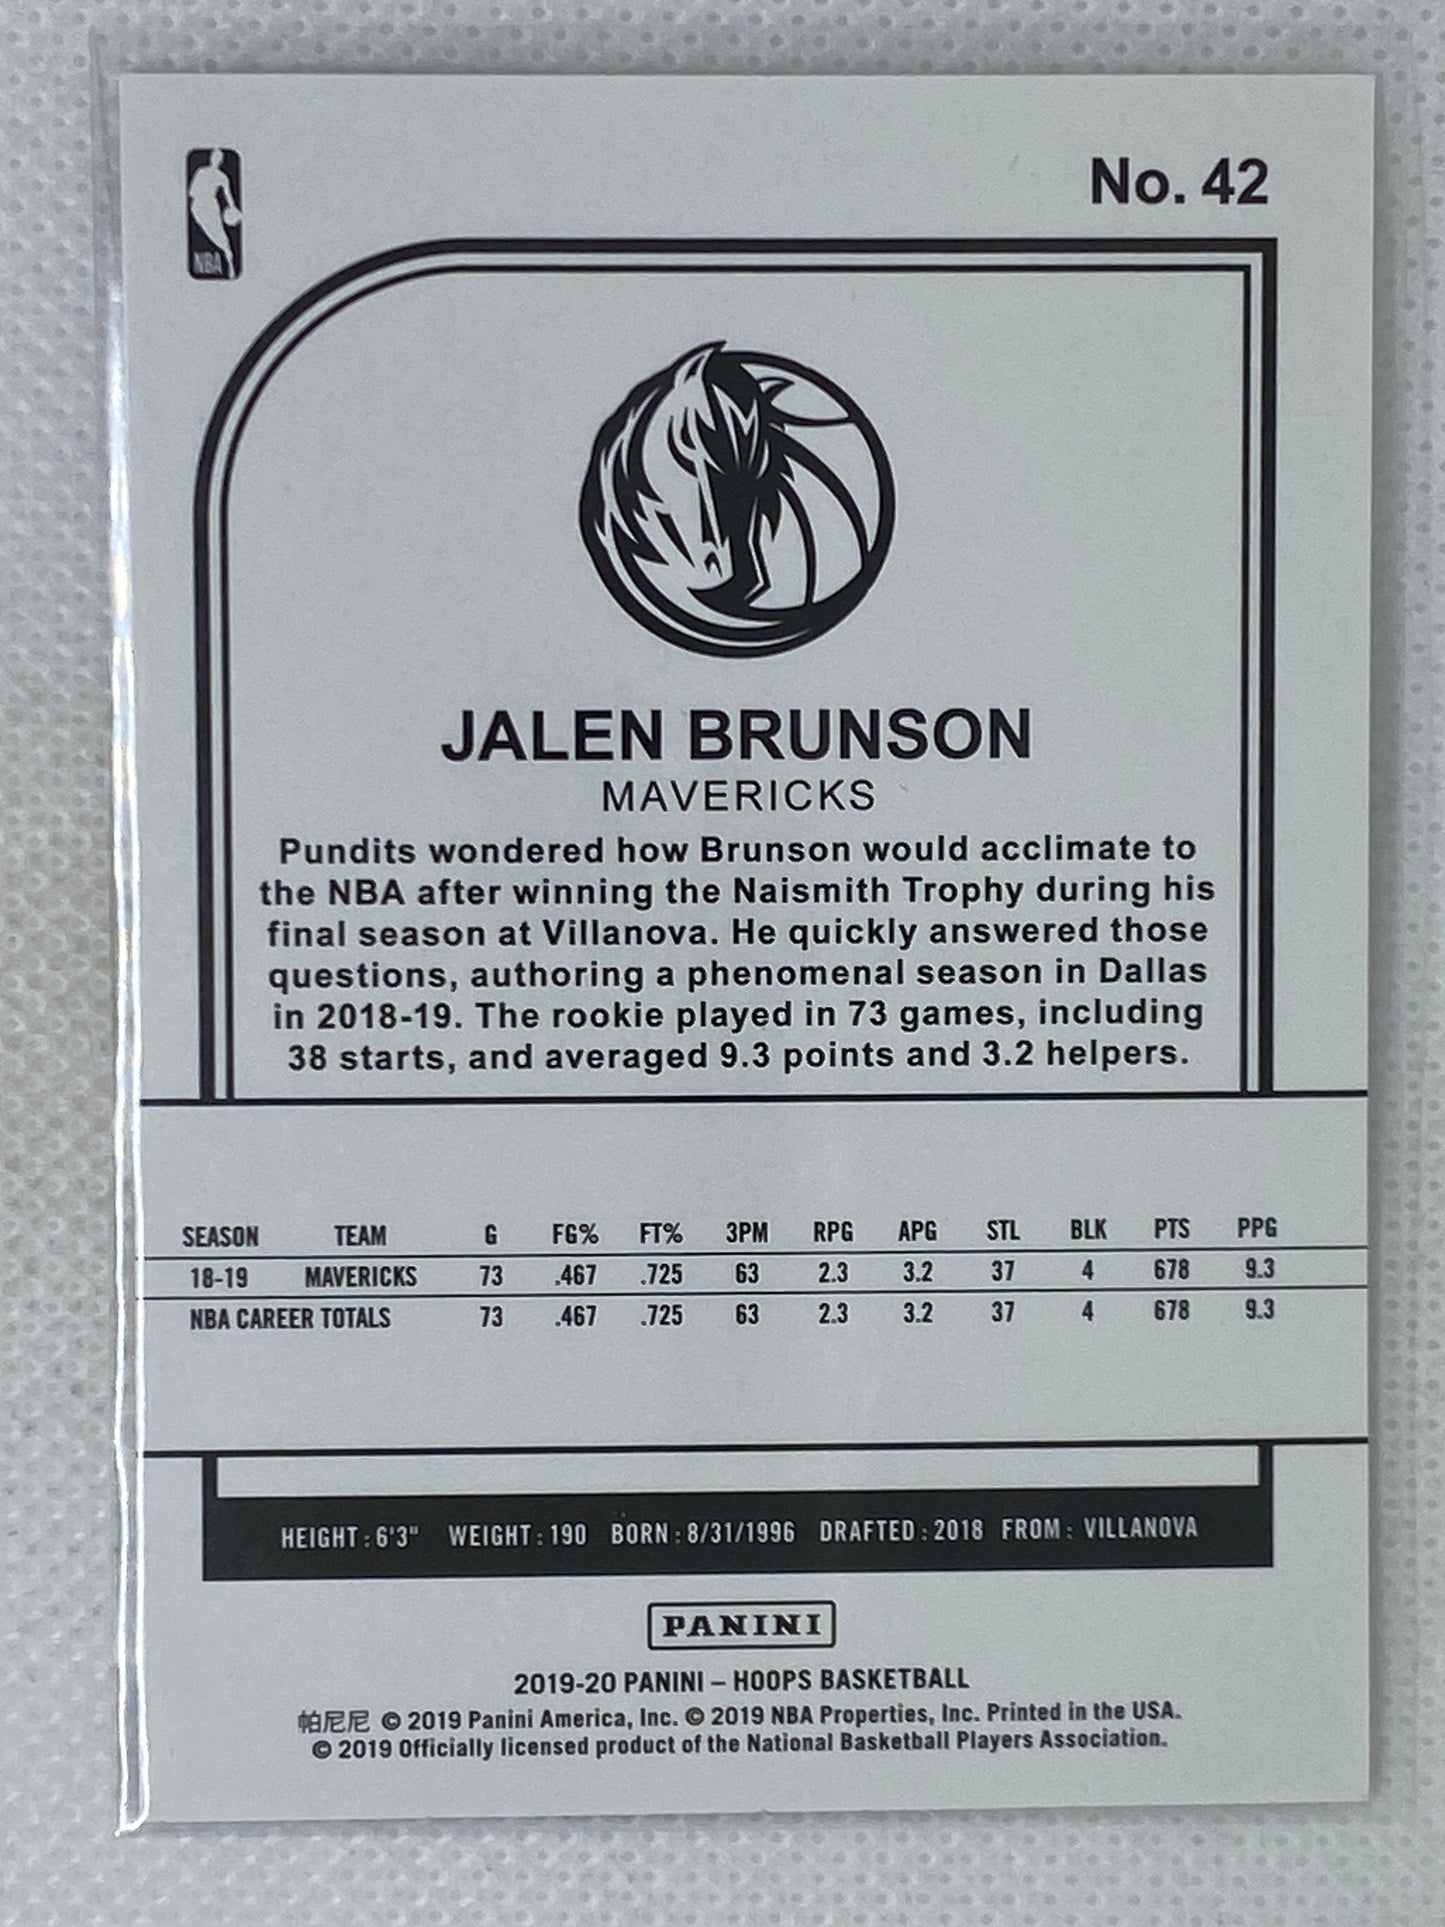 No. 42
NBA
JALEN BRUNSON
MAVERICKS
Pundits wondered how Brunson would acclimate to
the NBA after winning the Naismith Trophy during his
final season at Villanova. He quickly answered those
questions, authoring a phenomenal season in Dallas
in 2018-19. The rookie played in 73 games, including
38 starts, and averaged 9.3 points and 3.2 helpers.
SEASON TEAM G FG% FT% 3PM RPG APG STL BLK PTS PPG
18-19 MAVERICKS 73 .467 .725 63 2.3 3.2 37 4 678 9.3
NBA CAREER TOTALS 73 .467 .725 63 2.3 3.2 37 4 678 9.3
HEIGHT: 6'3" WEIGHT: 190 BORN: 8/31/1996 DRAFTED: 2018 FROM: VILLANOVA
PANINI
2019-20 PANINI – HOOPS BASKETBALL
帕尼尼 © 2019 Panini America, Inc. © 2019 NBA Properties, Inc. Printed in the USA.
© 2019 Officially licensed product of the National Basketball Players Association.